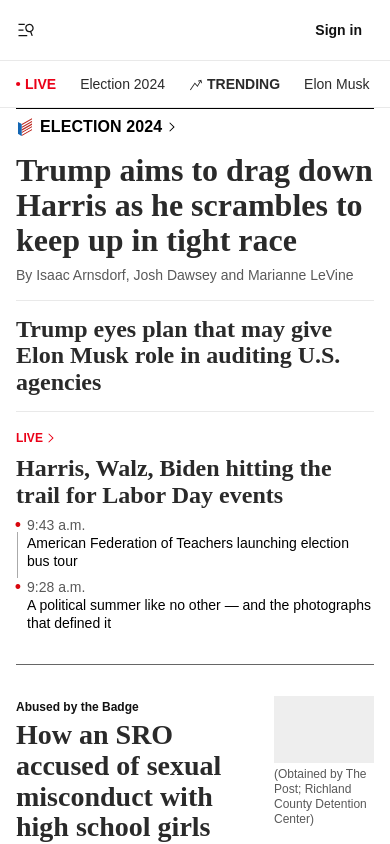 Sign in
LIVE
Election 2024
TRENDING
Elon Musk
ELECTION 2024
Trump aims to drag down
Harris as he scrambles to
keep up in tight race
By Isaac Arnsdorf, Josh Dawsey and Marianne LeVine
Trump eyes plan that may give
Elon Musk role in auditing U.S.
agencies
LIVE
Harris, Walz, Biden hitting the
trail for Labor Day events
9:43 a.m.
American Federation of Teachers launching election
bus tour
9:28 a.m.
A political summer like no other — and the photographs
that defined it
Abused by the Badge
How an SRO
accused of sexual
misconduct with
high school girls
(Obtained by The
Post; Richland
County Detention
Center)